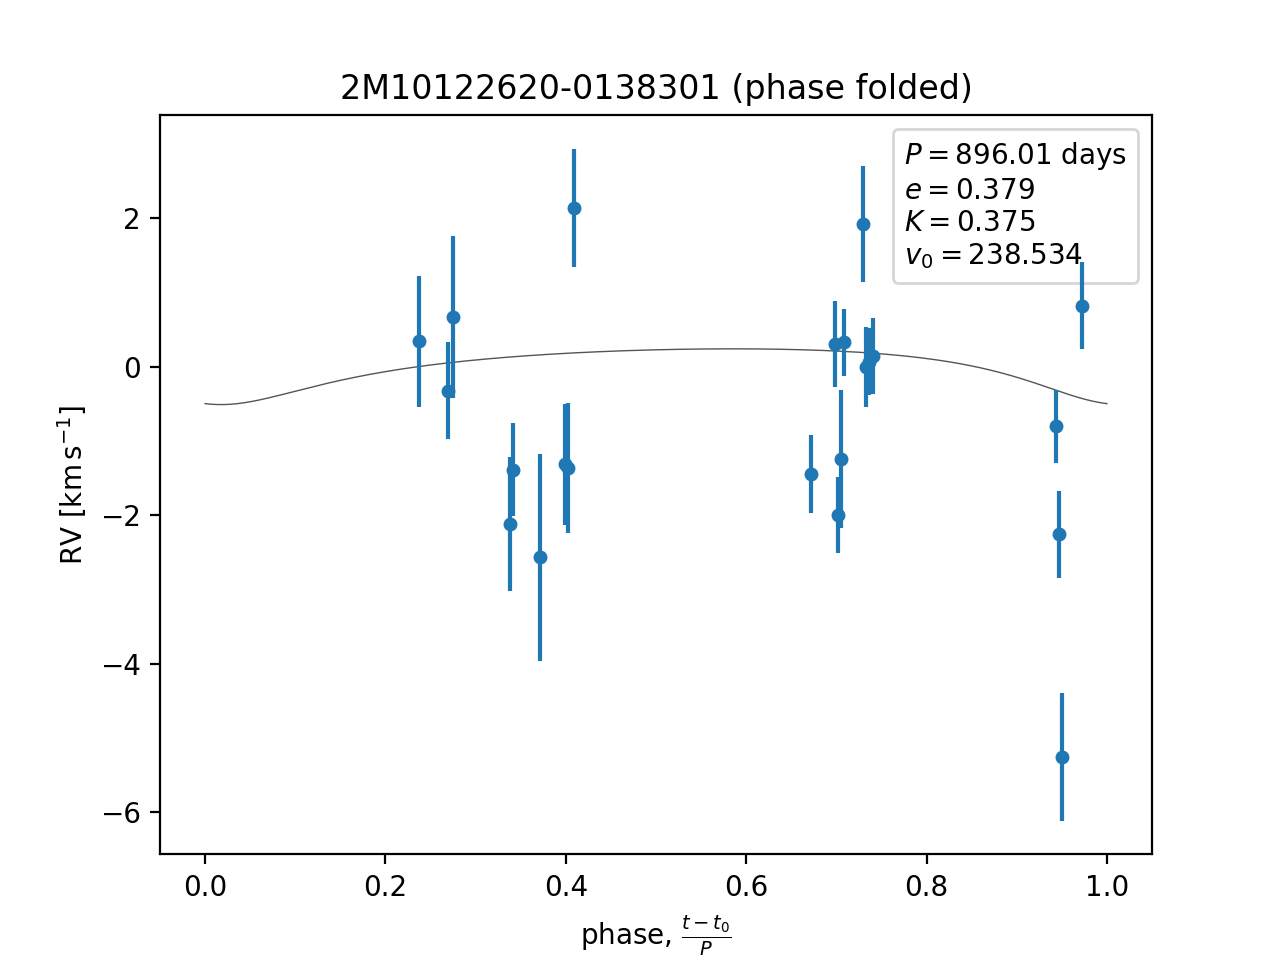 2M10122620-0138301 (phase folded)
P = 896.01 days
e = 0.379
K = 0.375
v₀ = 238.534
2
0
−2
−4
−6
RV [km s⁻¹]
0.0 0.2 0.4 0.6 0.8 1.0
phase, (t − t₀)/P